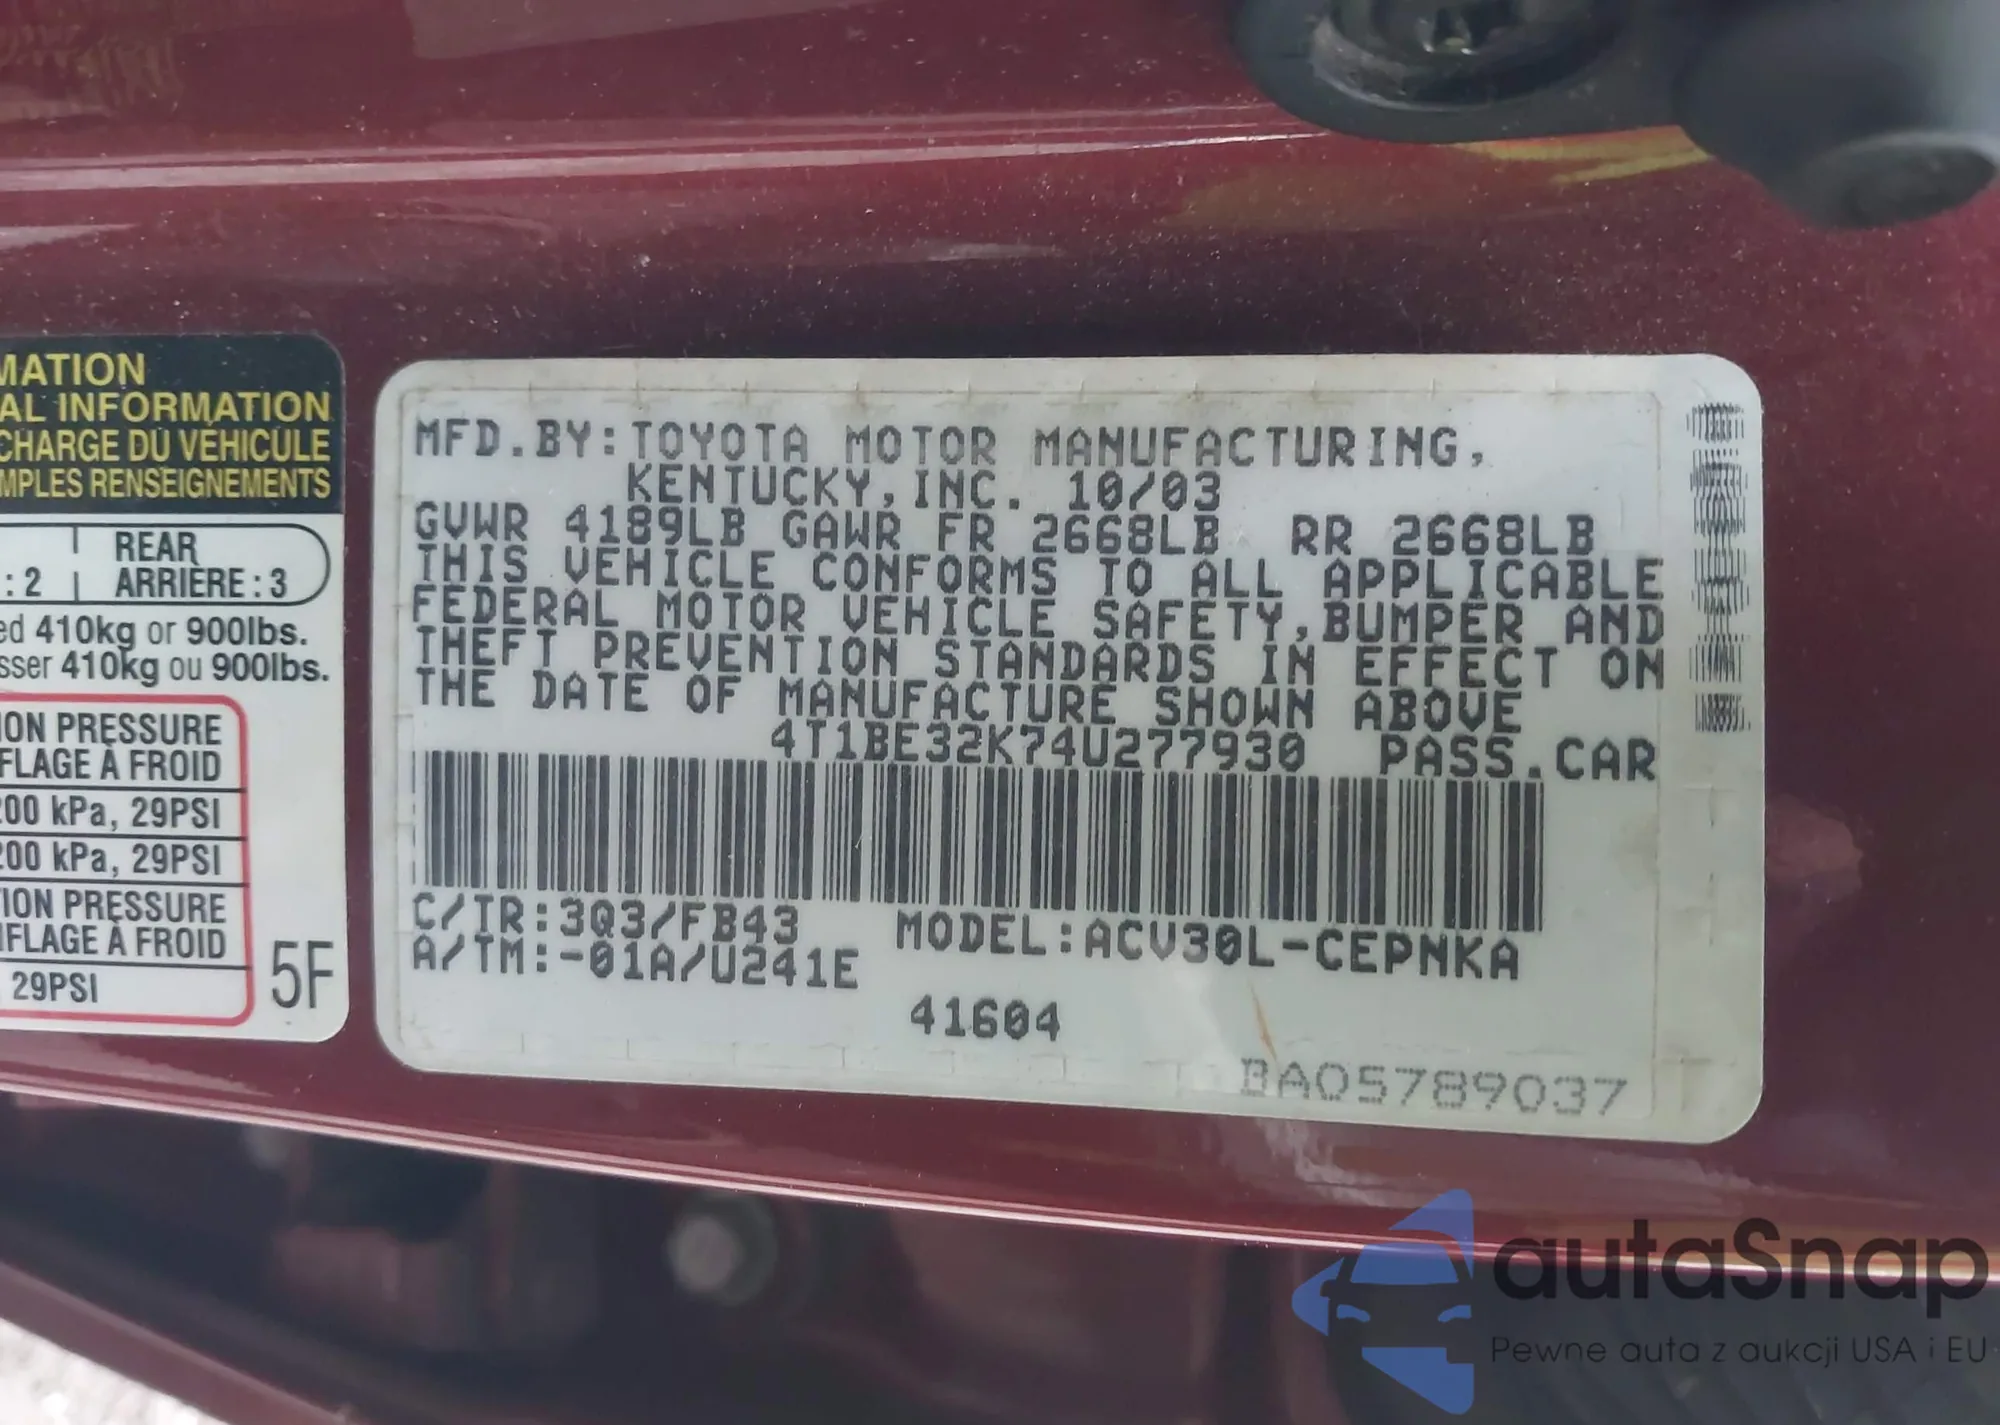 MATION
AL INFORMATION
CHARGE DU VÉHICULE
MPLES RENSEIGNEMENTS
REAR
: 2 ARRIÈRE : 3
ed 410kg or 900lbs.
sser 410kg ou 900lbs.
ION PRESSURE
FLAGE À FROID
200 kPa, 29PSI
200 kPa, 29PSI
TION PRESSURE
IFLAGE À FROID
29PSI
5F
MFD.BY:TOYOTA MOTOR MANUFACTURING,
KENTUCKY,INC. 10/03
GVWR 4189LB GAWR FR 2668LB RR 2668LB
THIS VEHICLE CONFORMS TO ALL APPLICABLE
FEDERAL MOTOR VEHICLE SAFETY,BUMPER AND
THEFT PREVENTION STANDARDS IN EFFECT ON
THE DATE OF MANUFACTURE SHOWN ABOVE
4T1BE32K74U277930 PASS.CAR
C/TR:3Q3/FB43 MODEL:ACV30L-CEPNKA
A/TM:-01A/U241E
41604
BA05789037
autaSnap
Pewne auta z aukcji USA i EU